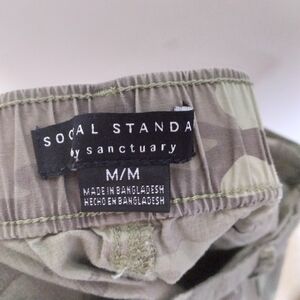 SOCIAL STANDA
by sanctuary
M/M
MADE IN BANGLADESH
HECHO EN BANGLADESH